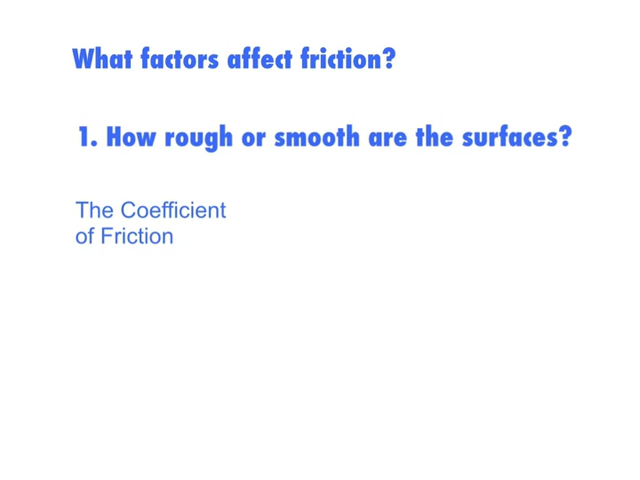 What factors affect friction?
1. How rough or smooth are the surfaces?
The Coefficient
of Friction